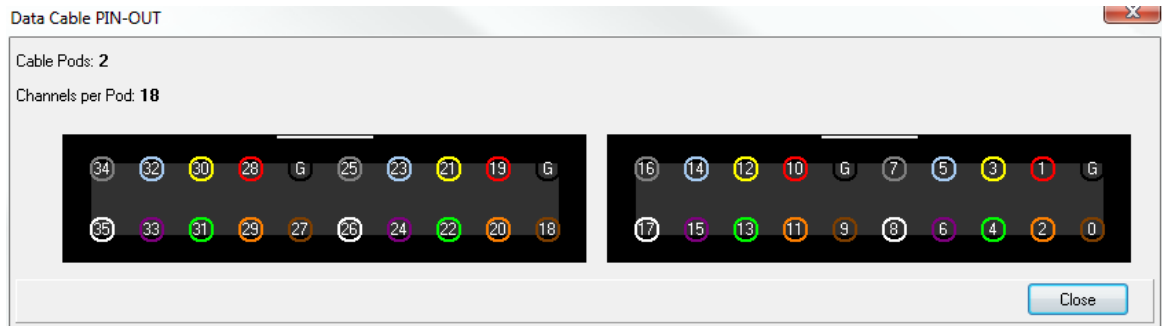 Data Cable PIN-OUT
Cable Pods: 2
Channels per Pod: 18
34 32 30 28 G 25 23 21 19 G
35 33 31 29 27 26 24 22 20 18
16 14 12 10 G 7 5 3 1 G
17 15 13 11 9 8 6 4 2 0
Close